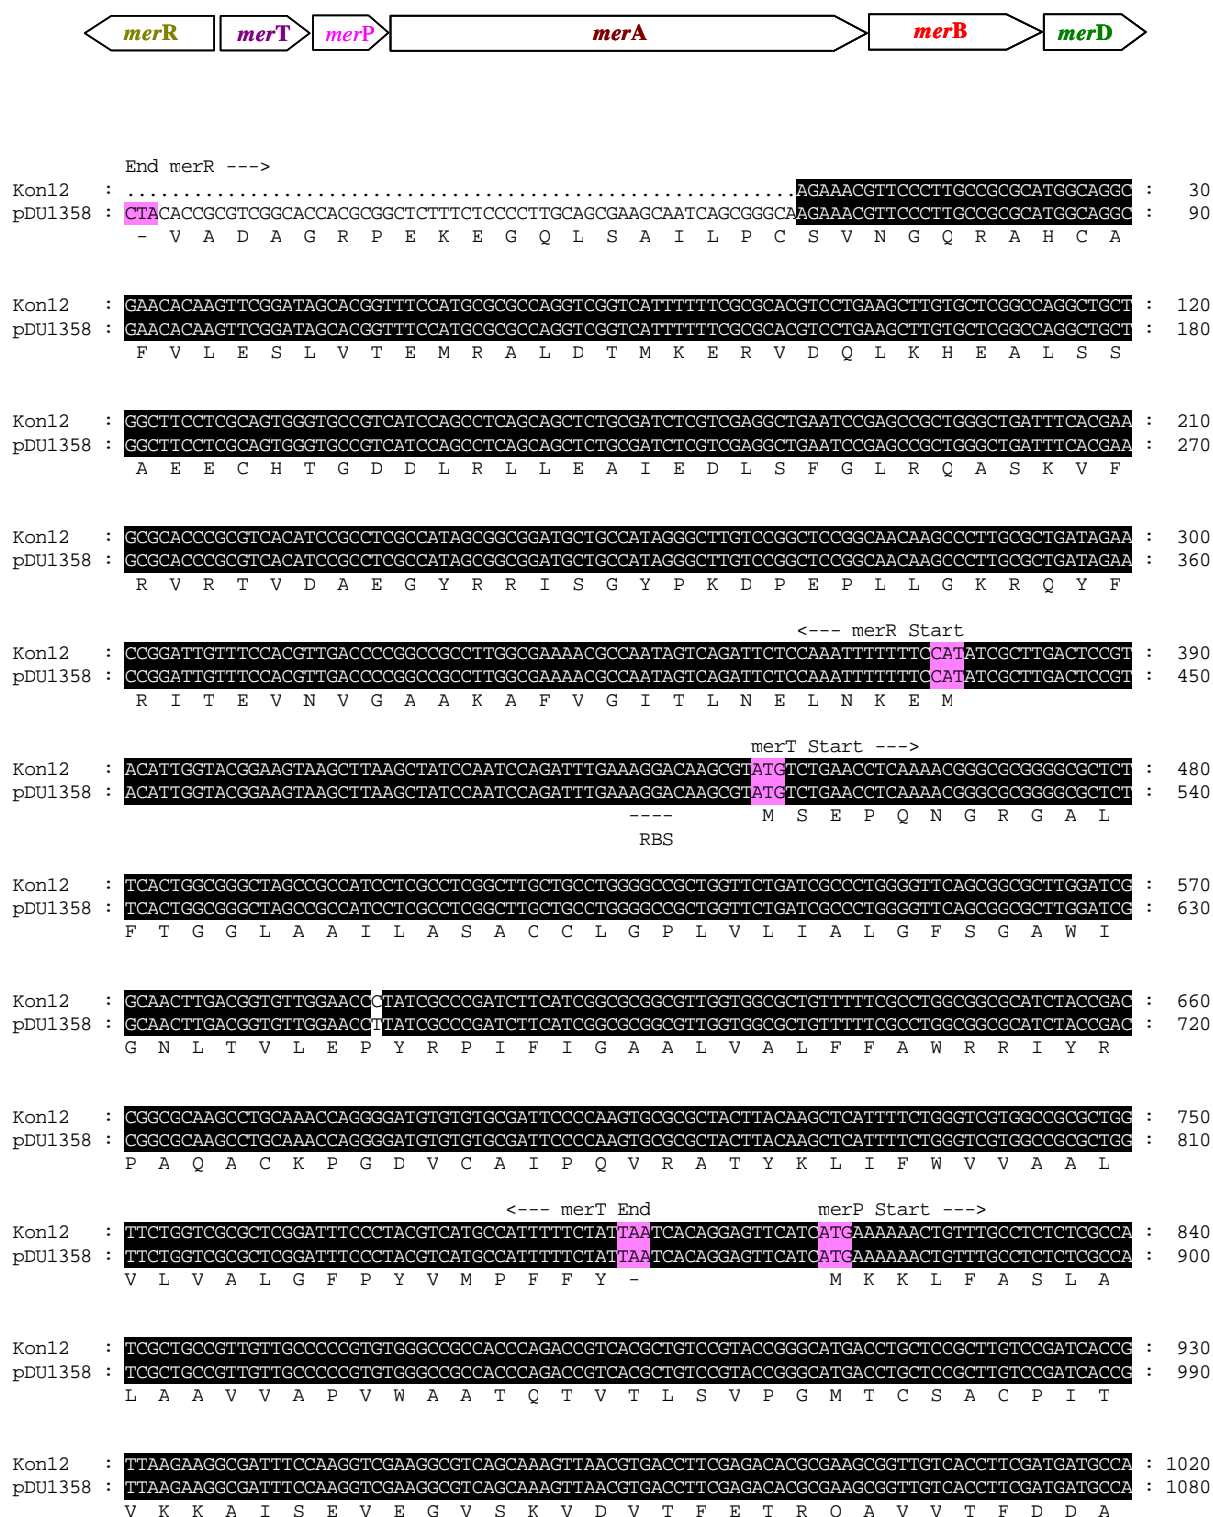 merR merT merP merA merB merD
End merR --->
Kon12 : ............................................................AGAAACGTTCCCTTGCCGCGCATGGCAGGC : 30
pDU1358 : CTACACCGCGTCGGCACCACGCGGCTCTTTCTCCCCTTGCAGCGAAGCAATCAGCGGGCAAGAAACGTTCCCTTGCCGCGCATGGCAGGC : 90
- V A D A G R P E K E G Q L S A I L P C S V N G Q R A H C A
Kon12 : GAACACAAGTTCGGATAGCACGGTTTCCATGCGCGCCAGGTCGGTCATTTTTTCGCGCACGTCCTGAAGCTTGTGCTCGGCCAGGCTGCT : 120
pDU1358 : GAACACAAGTTCGGATAGCACGGTTTCCATGCGCGCCAGGTCGGTCATTTTTTCGCGCACGTCCTGAAGCTTGTGCTCGGCCAGGCTGCT : 180
F V L E S L V T E M R A L D T M K E R V D Q L K H E A L S S
Kon12 : GGCTTCCTCGCAGTGGGTGCCGTCATCCAGCCTCAGCAGCTCTGCGATCTCGTCGAGGCTGAATCCGAGCCGCTGGGCTGATTTCACGAA : 210
pDU1358 : GGCTTCCTCGCAGTGGGTGCCGTCATCCAGCCTCAGCAGCTCTGCGATCTCGTCGAGGCTGAATCCGAGCCGCTGGGCTGATTTCACGAA : 270
A E E C H T G D D L R L L E A I E D L S F G L R Q A S K V F
Kon12 : GCGCACCCGCGTCACATCCGCCTCGCCATAGCGGCGGATGCTGCCATAGGGCTTGTCCGGCTCCGGCAACAAGCCCTTGCGCTGATAGAA : 300
pDU1358 : GCGCACCCGCGTCACATCCGCCTCGCCATAGCGGCGGATGCTGCCATAGGGCTTGTCCGGCTCCGGCAACAAGCCCTTGCGCTGATAGAA : 360
R V R T V D A E G Y R R I S G Y P K D P E P L L G K R Q Y F
<--- merR Start
Kon12 : CCGGATTGTTTCCACGTTGACCCCGGCCGCCTTGGCGAAAACGCCAATAGTCAGATTCTCCAAATTTTTTTCCATATCGCTTGACTCCGT : 390
pDU1358 : CCGGATTGTTTCCACGTTGACCCCGGCCGCCTTGGCGAAAACGCCAATAGTCAGATTCTCCAAATTTTTTTCCATATCGCTTGACTCCGT : 450
R I T E V N V G A A K A F V G I T L N E L N K E M
merT Start --->
Kon12 : ACATTGGTACGGAAGTAAGCTTAAGCTATCCAATCCAGATTTGAAAGGACAAGCGTATGTCTGAACCTCAAAACGGGCGCGGGGCGCTCT : 480
pDU1358 : ACATTGGTACGGAAGTAAGCTTAAGCTATCCAATCCAGATTTGAAAGGACAAGCGTATGTCTGAACCTCAAAACGGGCGCGGGGCGCTCT : 540
---- M S E P Q N G R G A L
RBS
Kon12 : TCACTGGCGGGCTAGCCGCCATCCTCGCCTCGGCTTGCTGCCTGGGGCCGCTGGTTCTGATCGCCCTGGGGTTCAGCGGCGCTTGGATCG : 570
pDU1358 : TCACTGGCGGGCTAGCCGCCATCCTCGCCTCGGCTTGCTGCCTGGGGCCGCTGGTTCTGATCGCCCTGGGGTTCAGCGGCGCTTGGATCG : 630
F T G G L A A I L A S A C C L G P L V L I A L G F S G A W I
Kon12 : GCAACTTGACGGTGTTGGAACCCTATCGCCCGATCTTCATCGGCGCGGCGTTGGTGGCGCTGTTTTTCGCCTGGCGGCGCATCTACCGAC : 660
pDU1358 : GCAACTTGACGGTGTTGGAACCTTATCGCCCGATCTTCATCGGCGCGGCGTTGGTGGCGCTGTTTTTCGCCTGGCGGCGCATCTACCGAC : 720
G N L T V L E P Y R P I F I G A A L V A L F F A W R R I Y R
Kon12 : CGGCGCAAGCCTGCAAACCAGGGGATGTGTGTGCGATTCCCCAAGTGCGCGCTACTTACAAGCTCATTTTCTGGGTCGTGGCCGCGCTGG : 750
pDU1358 : CGGCGCAAGCCTGCAAACCAGGGGATGTGTGTGCGATTCCCCAAGTGCGCGCTACTTACAAGCTCATTTTCTGGGTCGTGGCCGCGCTGG : 810
P A Q A C K P G D V C A I P Q V R A T Y K L I F W V V A A L
<--- merT End merP Start --->
Kon12 : TTCTGGTCGCGCTCGGATTTCCCTACGTCATGCCATTTTTCTATTAATCACAGGAGTTCATCATGAAAAAACTGTTTGCCTCTCTCGCCA : 840
pDU1358 : TTCTGGTCGCGCTCGGATTTCCCTACGTCATGCCATTTTTCTATTAATCACAGGAGTTCATCATGAAAAAACTGTTTGCCTCTCTCGCCA : 900
V L V A L G F P Y V M P F F Y - M K K L F A S L A
Kon12 : TCGCTGCCGTTGTTGCCCCCGTGTGGGCCGCCACCCAGACCGTCACGCTGTCCGTACCGGGCATGACCTGCTCCGCTTGTCCGATCACCG : 930
pDU1358 : TCGCTGCCGTTGTTGCCCCCGTGTGGGCCGCCACCCAGACCGTCACGCTGTCCGTACCGGGCATGACCTGCTCCGCTTGTCCGATCACCG : 990
L A A V V A P V W A A T Q T V T L S V P G M T C S A C P I T
Kon12 : TTAAGAAGGCGATTTCCAAGGTCGAAGGCGTCAGCAAAGTTAACGTGACCTTCGAGACACGCGAAGCGGTTGTCACCTTCGATGATGCCA : 1020
pDU1358 : TTAAGAAGGCGATTTCCAAGGTCGAAGGCGTCAGCAAAGTTAACGTGACCTTCGAGACACGCGAAGCGGTTGTCACCTTCGATGATGCCA : 1080
V K K A I S E V E G V S K V D V T F E T R Q A V V T F D D A